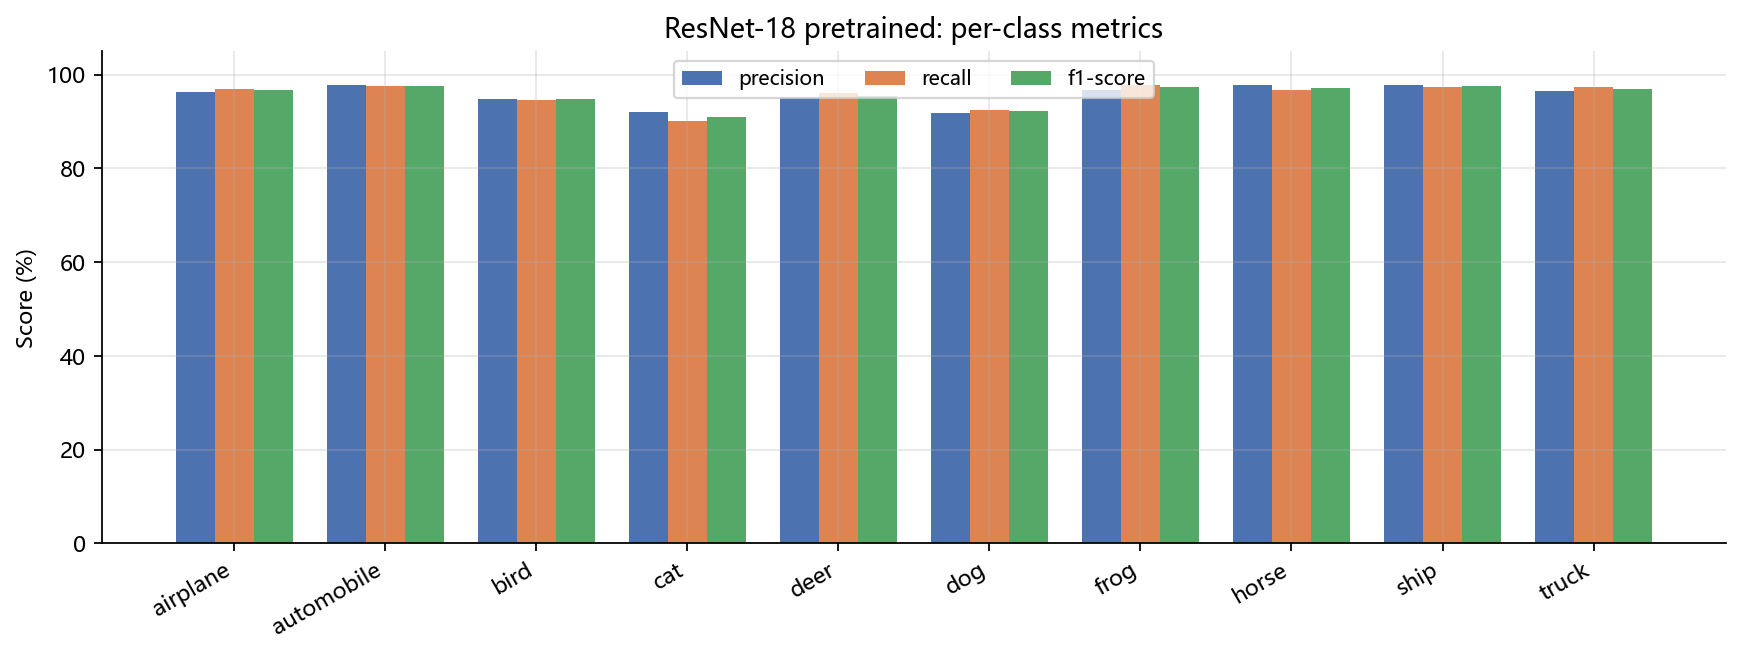 ResNet-18 pretrained: per-class metrics
precision recall f1-score
100
80
60
40
20
0
Score (%)
airplane automobile bird cat deer dog frog horse ship truck